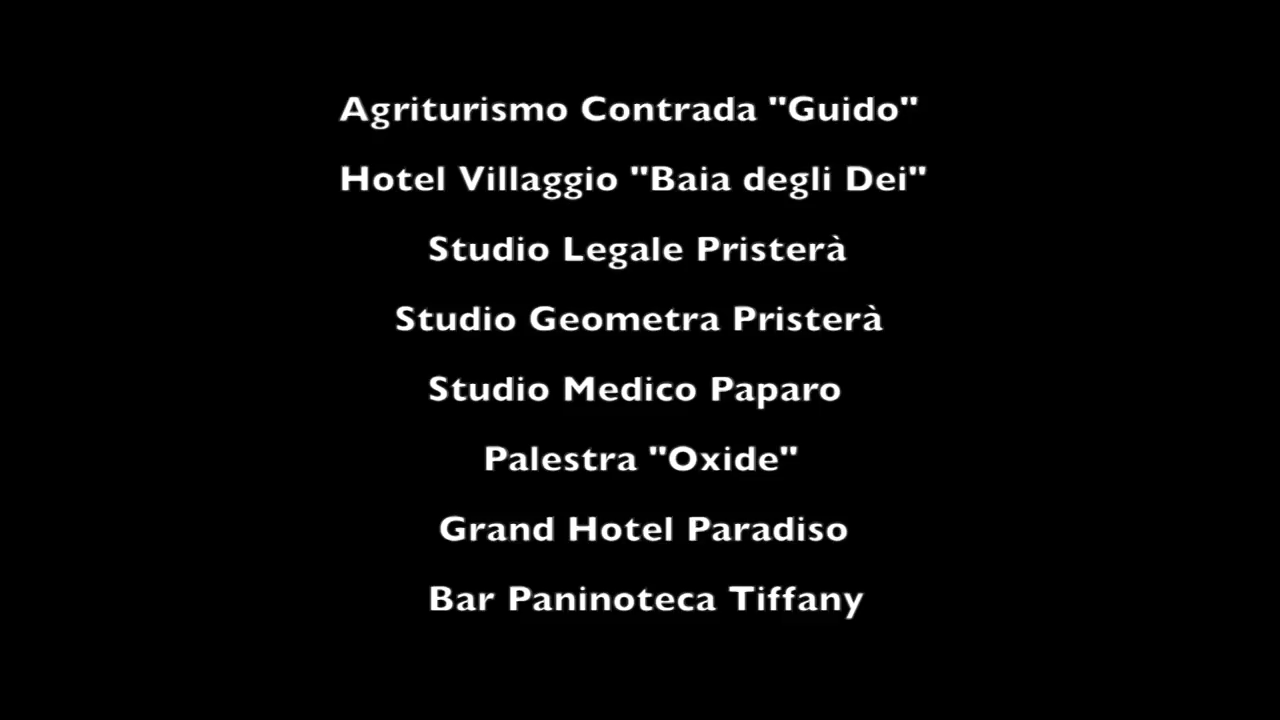 Agriturismo Contrada "Guido"
Hotel Villaggio "Baia degli Dei"
Studio Legale Pristerà
Studio Geometra Pristerà
Studio Medico Paparo
Palestra "Oxide"
Grand Hotel Paradiso
Bar Paninoteca Tiffany